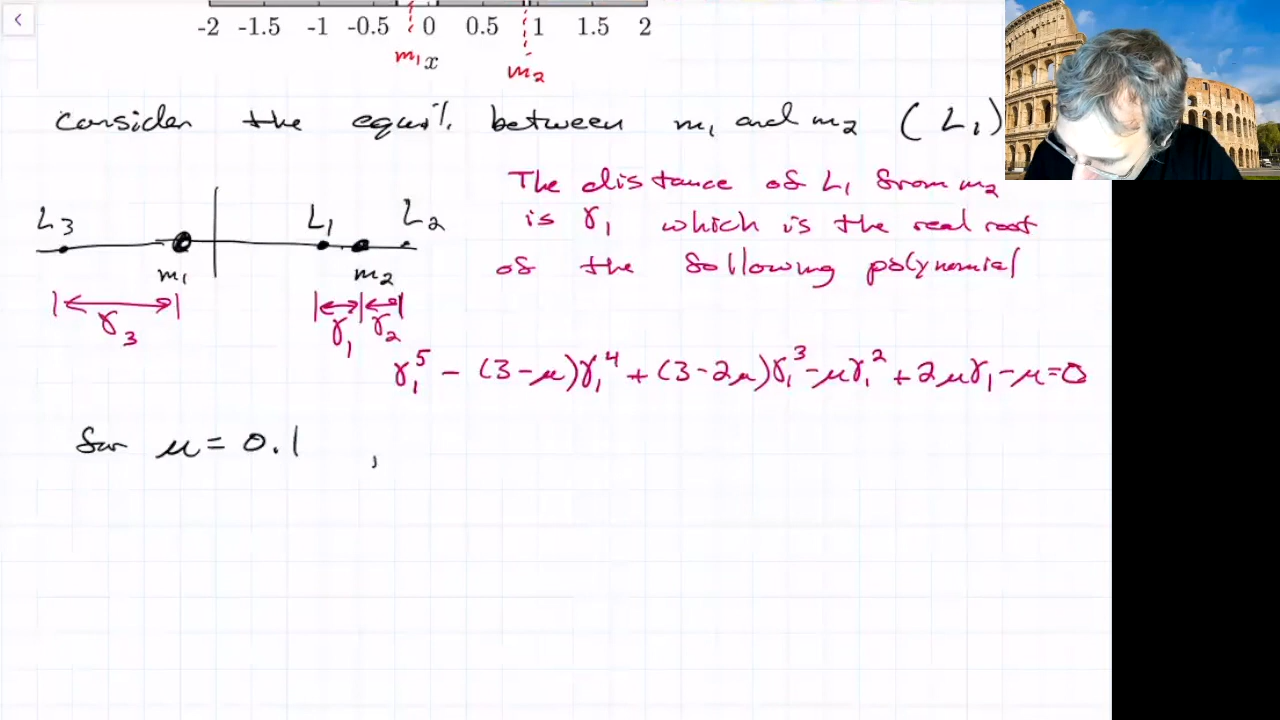 -2 -1.5 -1 -0.5 0 0.5 1 1.5 2
m₁ x m₂
consider the equil. between m₁ and m₂ (L₁)
The distance of L₁ from m₂
is γ₁ which is the real root
of the following polynomial
L₃ L₁ L₂
m₁ m₂
γ₃ γ₁ γ₂
γ₁⁵ - (3-μ)γ₁⁴ + (3-2μ)γ₁³ - μγ₁² + 2μγ₁ - μ = 0
for μ = 0.1 ,